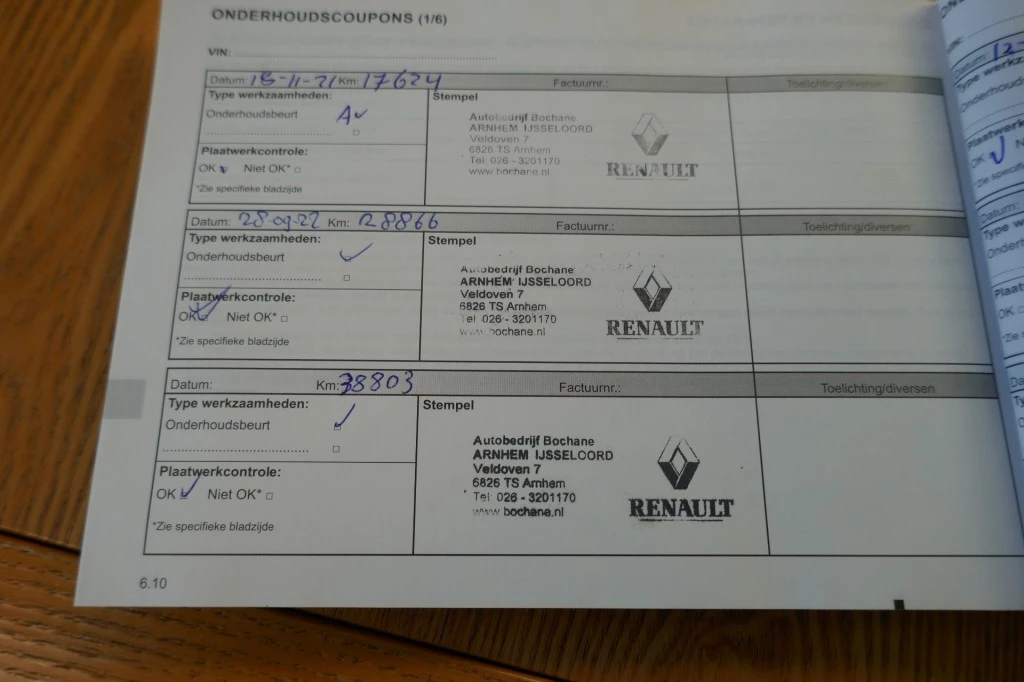 ONDERHOUDSCOUPONS (1/6)
VIN:
Datum: 18-11-21 Km: 17624 Factuurnr.: Toelichting/diversen
Type werkzaamheden:
Onderhoudsbeurt A
Stempel
Autobedrijf Bochane
ARNHEM IJSSELOORD
Veldoven 7
6826 TS Arnhem
Tel: 026 - 3201170
www.bochane.nl
RENAULT
Plaatwerkcontrole:
OK Niet OK*
*Zie specifieke bladzijde
Datum: 28-09-22 Km: 28866 Factuurnr.: Toelichting/diversen
Type werkzaamheden:
Onderhoudsbeurt
Stempel
Autobedrijf Bochane
ARNHEM IJSSELOORD
Veldoven 7
6826 TS Arnhem
Tel 026 - 3201170
www.bochane.nl
RENAULT
Plaatwerkcontrole:
OK Niet OK*
*Zie specifieke bladzijde
Datum: Km: 38803 Factuurnr.: Toelichting/diversen
Type werkzaamheden:
Onderhoudsbeurt
Stempel
Autobedrijf Bochane
ARNHEM IJSSELOORD
Veldoven 7
6826 TS Arnhem
Tel: 026 - 3201170
www.bochane.nl
RENAULT
Plaatwerkcontrole:
OK Niet OK*
*Zie specifieke bladzijde
6.10